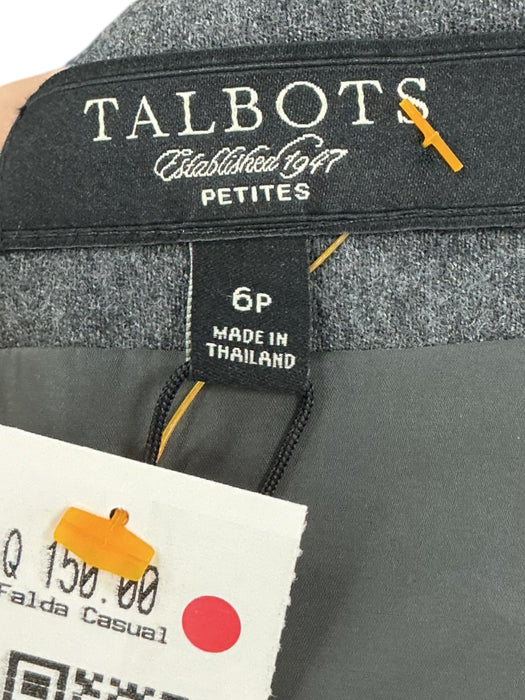 TALBOTS
Established 1947
PETITES
6P
MADE IN
THAILAND
Q 150.00
Falda Casual